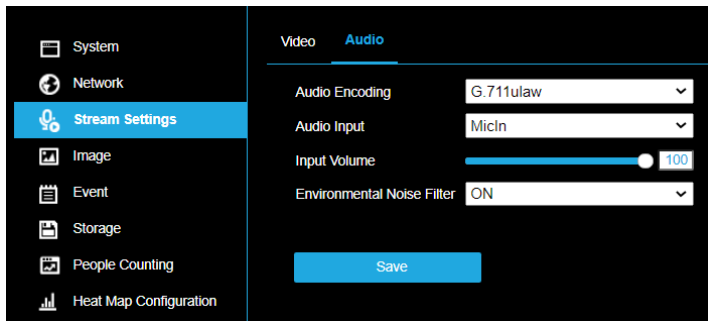 System
Network
Stream Settings
Image
Event
Storage
People Counting
Heat Map Configuration
Video Audio
Audio Encoding G.711ulaw
Audio Input MicIn
Input Volume 100
Environmental Noise Filter ON
Save